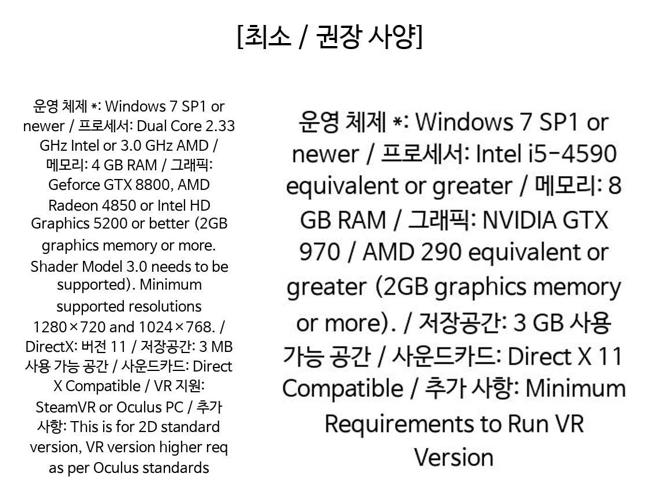 [최소 / 권장 사양]
운영 체제 *: Windows 7 SP1 or
newer / 프로세서: Dual Core 2.33
GHz Intel or 3.0 GHz AMD /
메모리: 4 GB RAM / 그래픽:
Geforce GTX 8800, AMD
Radeon 4850 or Intel HD
Graphics 5200 or better (2GB
graphics memory or more.
Shader Model 3.0 needs to be
supported). Minimum
supported resolutions
1280×720 and 1024×768. /
DirectX: 버전 11 / 저장공간: 3 MB
사용 가능 공간 / 사운드카드: Direct
X Compatible / VR 지원:
SteamVR or Oculus PC / 추가
사항: This is for 2D standard
version, VR version higher req
as per Oculus standards
운영 체제 *: Windows 7 SP1 or
newer / 프로세서: Intel i5-4590
equivalent or greater / 메모리: 8
GB RAM / 그래픽: NVIDIA GTX
970 / AMD 290 equivalent or
greater (2GB graphics memory
or more). / 저장공간: 3 GB 사용
가능 공간 / 사운드카드: Direct X 11
Compatible / 추가 사항: Minimum
Requirements to Run VR
Version